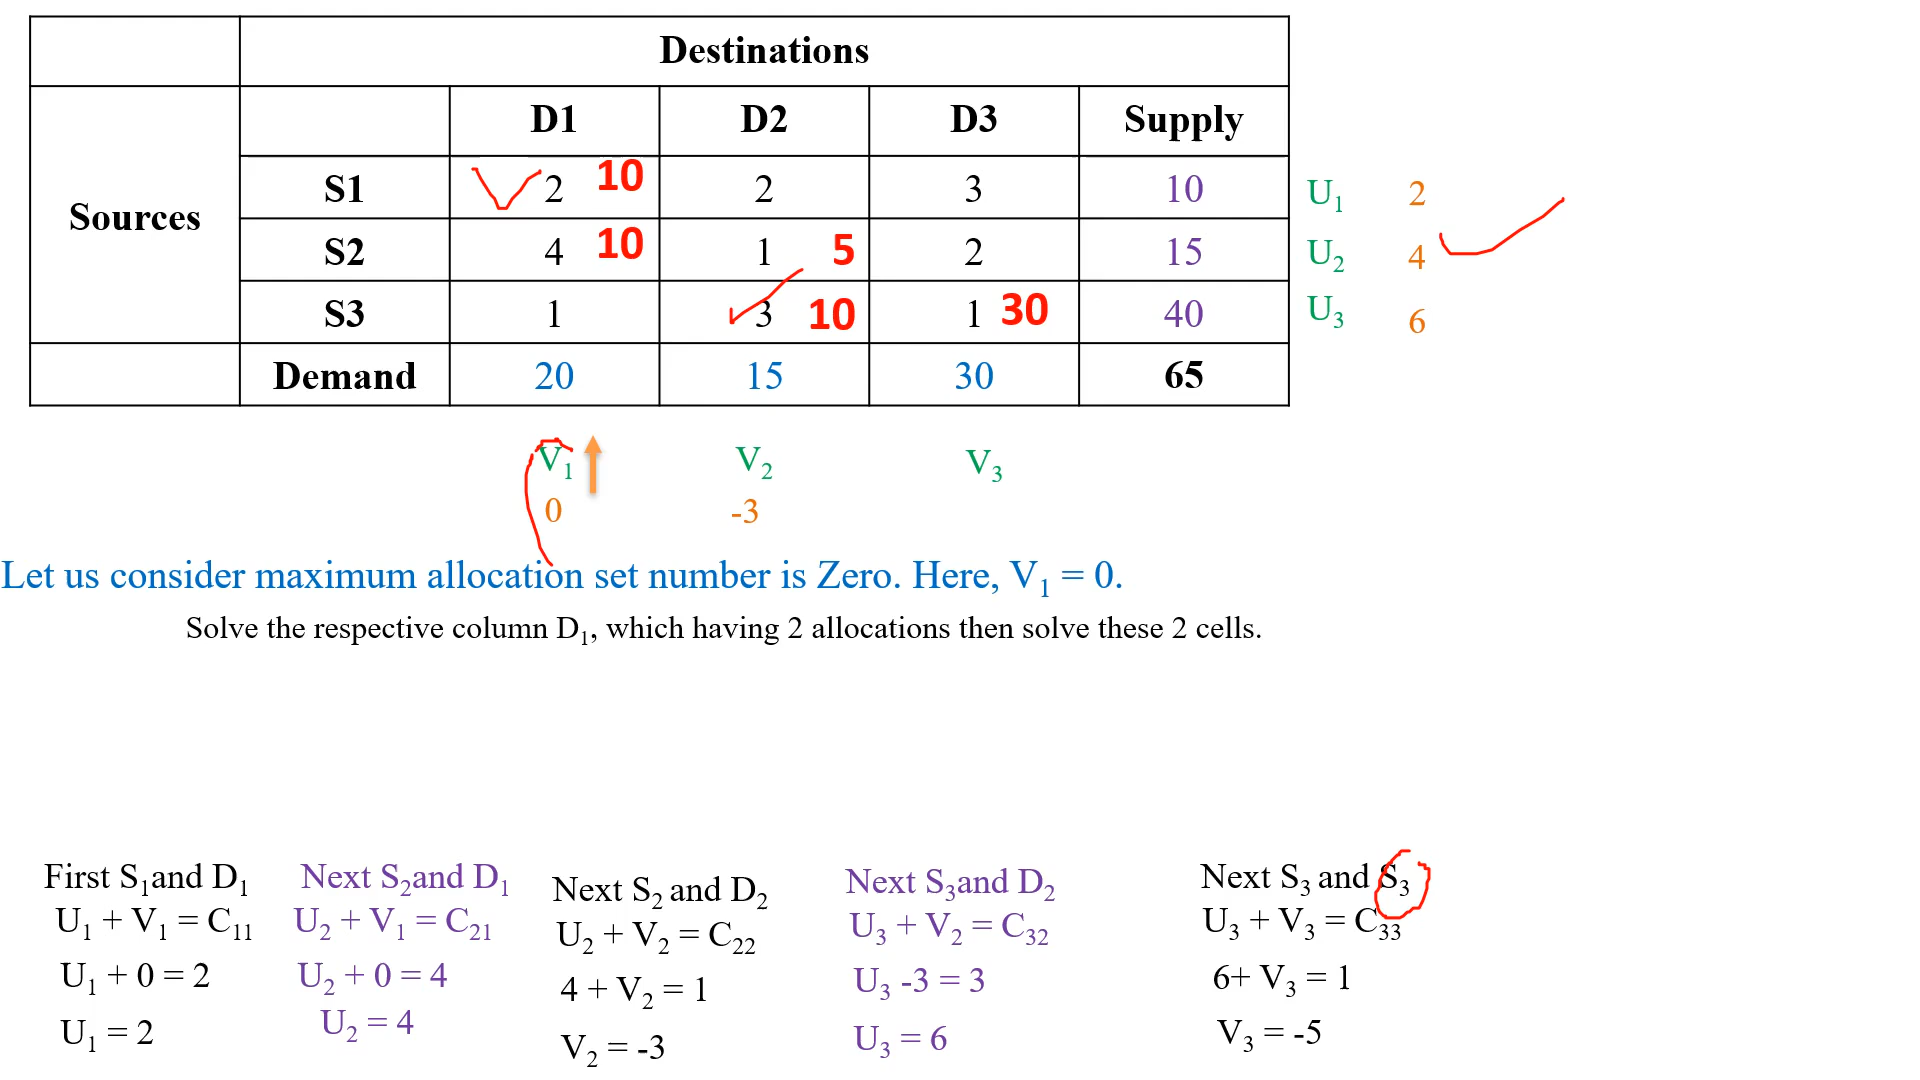 Destinations
D1 D2 D3 Supply
Sources
S1 2 10 2 3 10 U₁ 2
S2 4 10 1 5 2 15 U₂ 4
S3 1 3 10 1 30 40 U₃ 6
Demand 20 15 30 65
V₁ V₂ V₃
0 -3
Let us consider maximum allocation set number is Zero. Here, V₁ = 0.
Solve the respective column D₁, which having 2 allocations then solve these 2 cells.
First S₁and D₁
U₁ + V₁ = C₁₁
U₁ + 0 = 2
U₁ = 2
Next S₂and D₁
U₂ + V₁ = C₂₁
U₂ + 0 = 4
U₂ = 4
Next S₂ and D₂
U₂ + V₂ = C₂₂
4 + V₂ = 1
V₂ = -3
Next S₃and D₂
U₃ + V₂ = C₃₂
U₃ -3 = 3
U₃ = 6
Next S₃ and S₃
U₃ + V₃ = C₃₃
6+ V₃ = 1
V₃ = -5